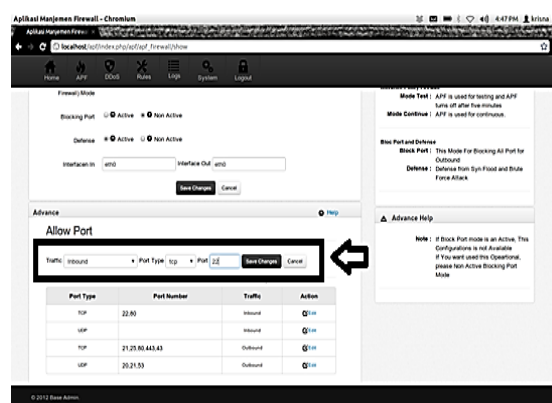 Aplikasi Manjemen Firewall - Chromium
4:47 PM krisna
Aplikasi Manjemen Firewa
localhost/apf/index.php/apf/apf_firewall/show
Home APF DDoS Rules Logs System Logout
Firewall) Mode
Blocking Port Active Non Active
Defense Active Non Active
Interfacen In eth0 Interface Out eth0
Save Changes Cancel
Mode Test : APF is used for testing and APF
turns off after five minutes
Mode Continue : APF is used for continuous.
Bloc Port and Defense
Block Port : This Mode For Blocking All Port for
Outbound
Defense : Defense from Syn Flood and Brute
Force Attack
Advance Help
Allow Port
Traffic Inbound Port Type tcp Port 22 Save Changes Cancel
Port Type Port Number Traffic Action
TCP 22,80 Inbound Edit
UDP Inbound Edit
TCP 21,25,80,443,43 Outbound Edit
UDP 20,21,53 Outbound Edit
Advance Help
Note : If Block Port mode is an Active, This
Configurations is not Available
If You want used this Opeartional,
please Non Active Blocking Port
Mode
© 2012 Base Admin.